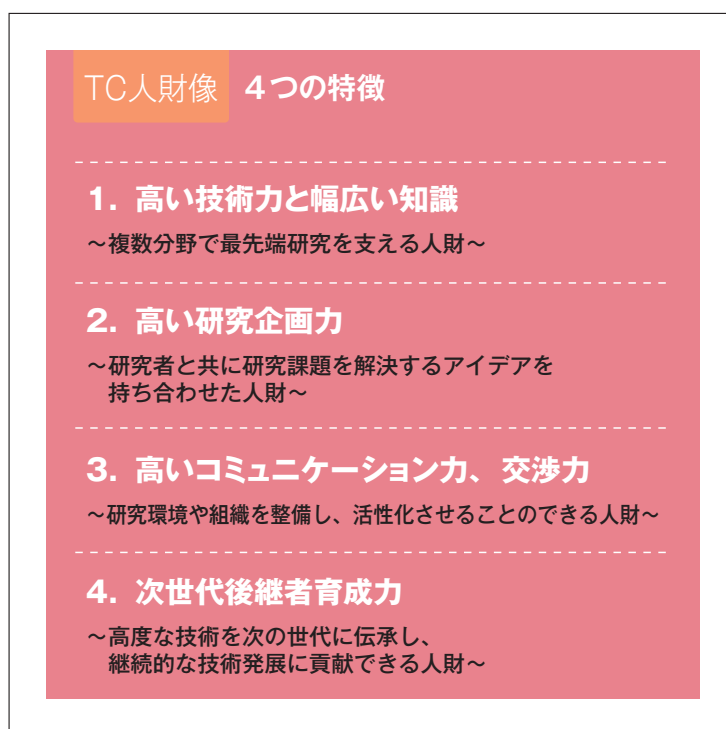 TC人財像 4つの特徴
1. 高い技術力と幅広い知識
～複数分野で最先端研究を支える人財～
2. 高い研究企画力
～研究者と共に研究課題を解決するアイデアを
持ち合わせた人財～
3. 高いコミュニケーション力、交渉力
～研究環境や組織を整備し、活性化させることのできる人財～
4. 次世代後継者育成力
～高度な技術を次の世代に伝承し、
継続的な技術発展に貢献できる人財～